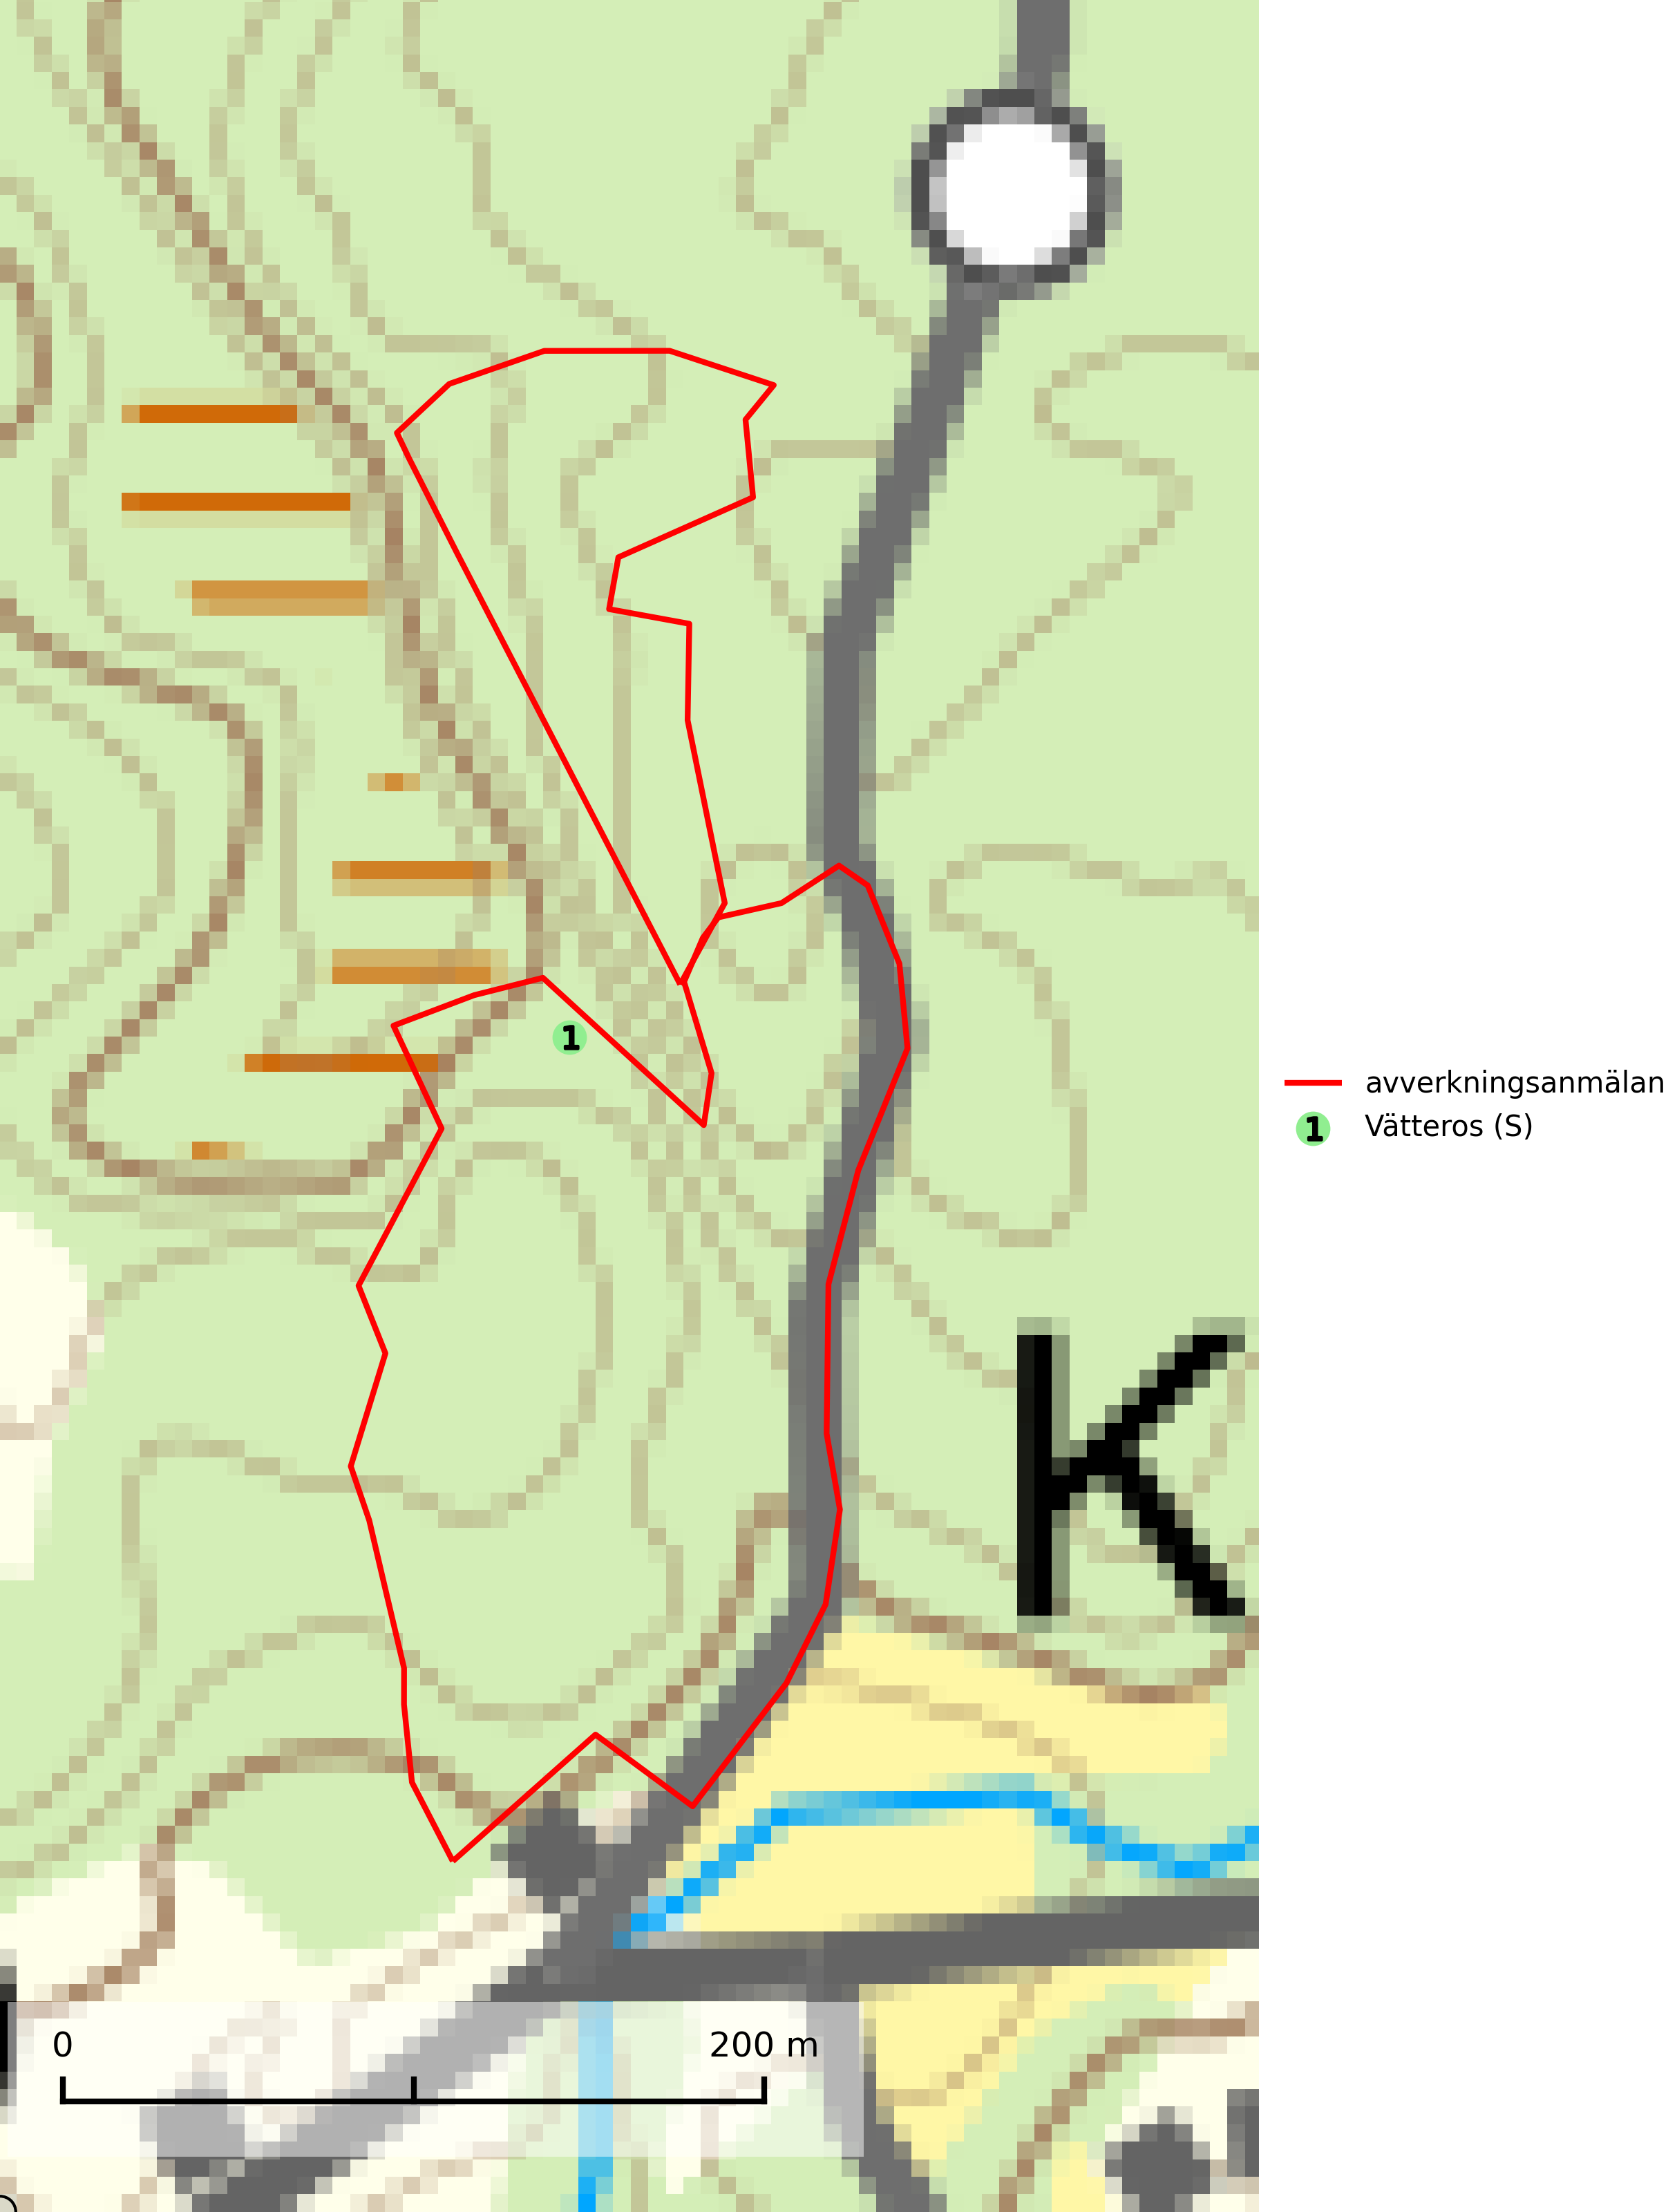 1
avverkningsanmälan
1 Vätteros (S)
K
0 200 m